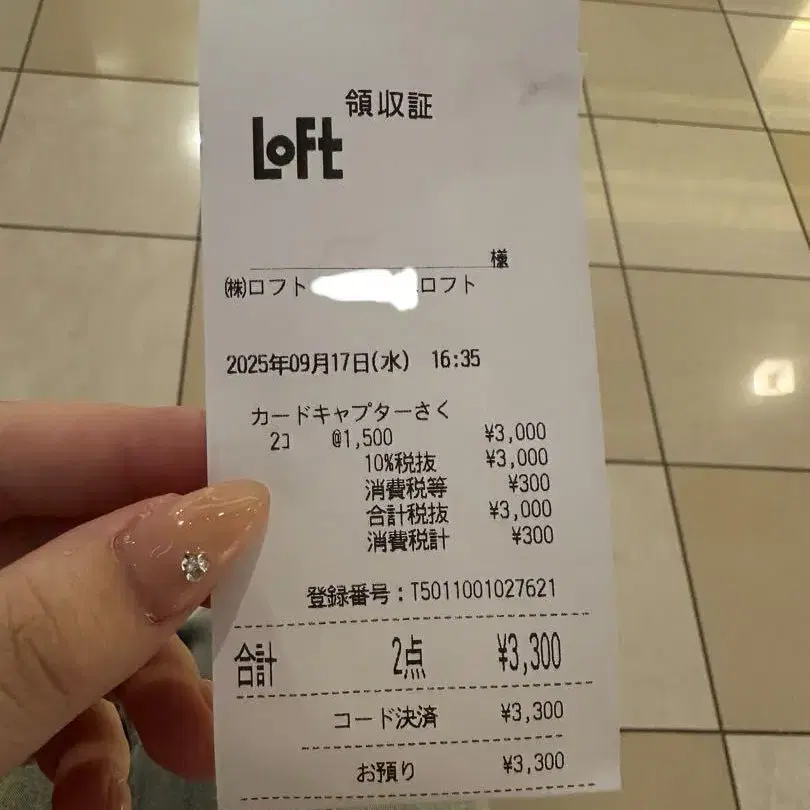 領収証
LoFt
様
㈱ロフト ロフト
2025年09月17日(水) 16:35
カードキャプターさく
2コ @1,500 ¥3,000
10%税抜 ¥3,000
消費税等 ¥300
合計税抜 ¥3,000
消費税計 ¥300
登録番号:T5011001027621
合計 2点 ¥3,300
コード決済 ¥3,300
お預り ¥3,300